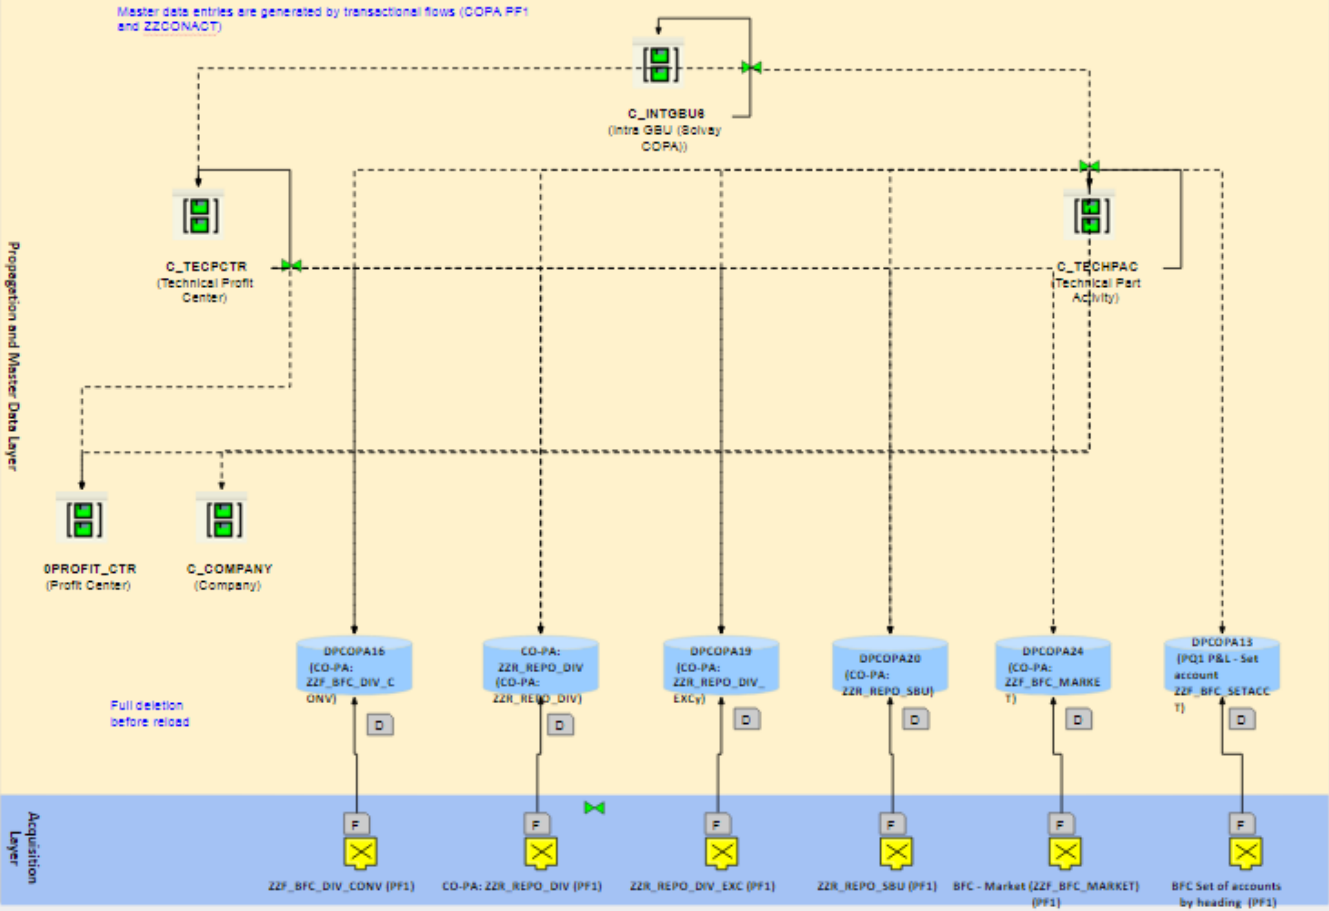 Master data entries are generated by transactional flows (COPA PF1
and ZZCONACT)
C_INTGBU6
(Intra GBU (Solvay
COPA))
C_TECPCTR
(Technical Profit
Center)
C_TECHPAC
(Technical Part
Activity)
Propagation and Master Data Layer
0PROFIT_CTR
(Profit Center)
C_COMPANY
(Company)
DPCOPA16
(CO-PA:
ZZF_BFC_DIV_C
ONV)
CO-PA:
ZZR_REPO_DIV
(CO-PA:
ZZR_REPO_DIV)
DPCOPA19
(CO-PA:
ZZR_REPO_DIV_
EXCy)
DPCOPA20
(CO-PA:
ZZR_REPO_SBU)
DPCOPA24
(CO-PA:
ZZF_BFC_MARKE
T)
DPCOPA13
(PQ1 P&L - Set
account
ZZF_BFC_SETACC
T)
Full deletion
before reload
D
D
D
D
D
D
Acquisition
Layer
F
F
F
F
F
F
ZZF_BFC_DIV_CONV (PF1)
CO-PA: ZZR_REPO_DIV (PF1)
ZZR_REPO_DIV_EXC (PF1)
ZZR_REPO_SBU (PF1)
BFC - Market (ZZF_BFC_MARKET)
(PF1)
BFC Set of accounts
by heading (PF1)